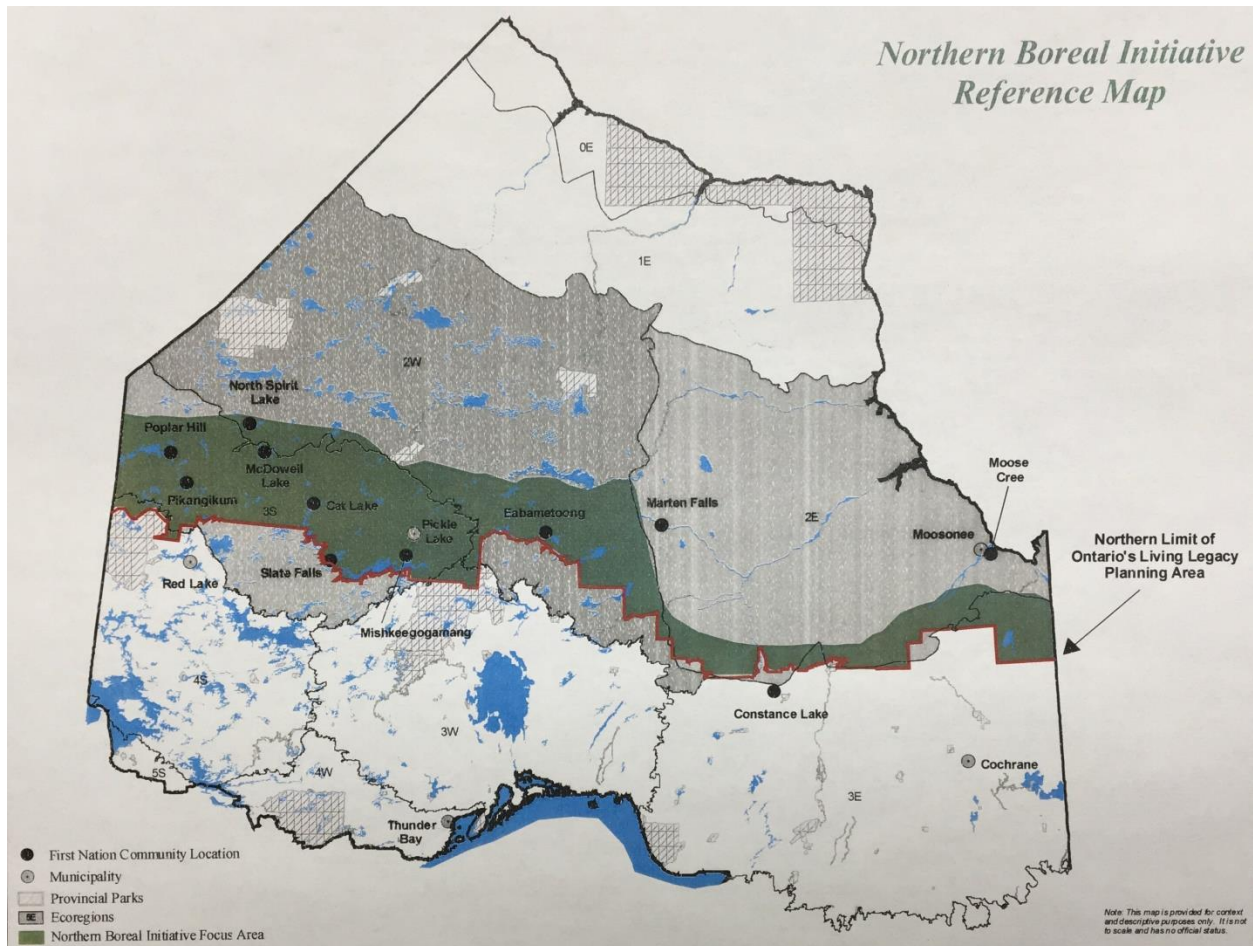 Northern Boreal Initiative
Reference Map
0E
1E
2W
North Spirit
Lake
Poplar Hill
McDowell
Lake
Pikangikum
3S
Cat Lake
Pickle
Lake
Eabametoong
Marten Falls
2E
Moose
Cree
Moosonee
Northern Limit of
Ontario's Living Legacy
Planning Area
Red Lake
Slate Falls
Mishkeegogamang
4S
3W
Constance Lake
5S
4W
Cochrane
3E
Thunder
Bay
First Nation Community Location
Municipality
Provincial Parks
Ecoregions
Northern Boreal Initiative Focus Area
Note: This map is provided for context
and descriptive purposes only. It is not
to scale and has no official status.